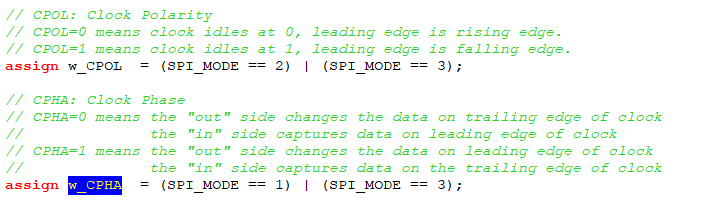 // CPOL: Clock Polarity
// CPOL=0 means clock idles at 0, leading edge is rising edge.
// CPOL=1 means clock idles at 1, leading edge is falling edge.
assign w_CPOL  = (SPI_MODE == 2) | (SPI_MODE == 3);
// CPHA: Clock Phase
// CPHA=0 means the "out" side changes the data on trailing edge of clock
//              the "in" side captures data on leading edge of clock
// CPHA=1 means the "out" side changes the data on leading edge of clock
//              the "in" side captures data on the trailing edge of clock
assign w_CPHA  = (SPI_MODE == 1) | (SPI_MODE == 3);